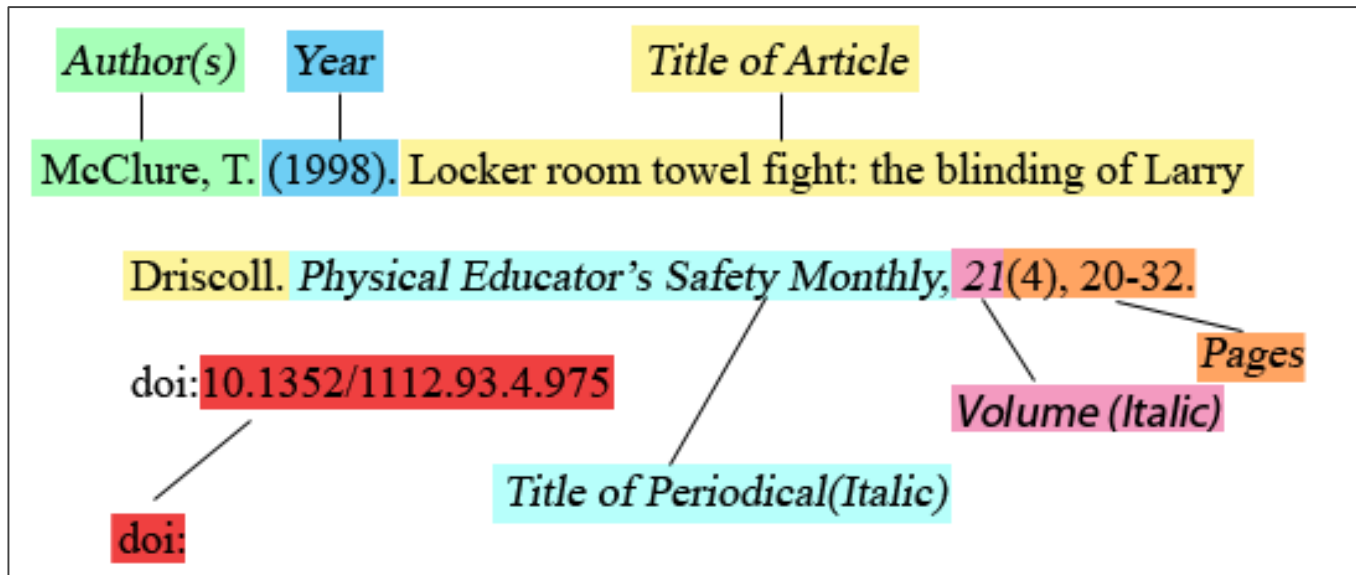 Author(s) Year Title of Article
McClure, T. (1998). Locker room towel fight: the blinding of Larry
Driscoll. Physical Educator’s Safety Monthly, 21(4), 20-32.
Pages
doi:10.1352/1112.93.4.975
Volume (Italic)
Title of Periodical(Italic)
doi: